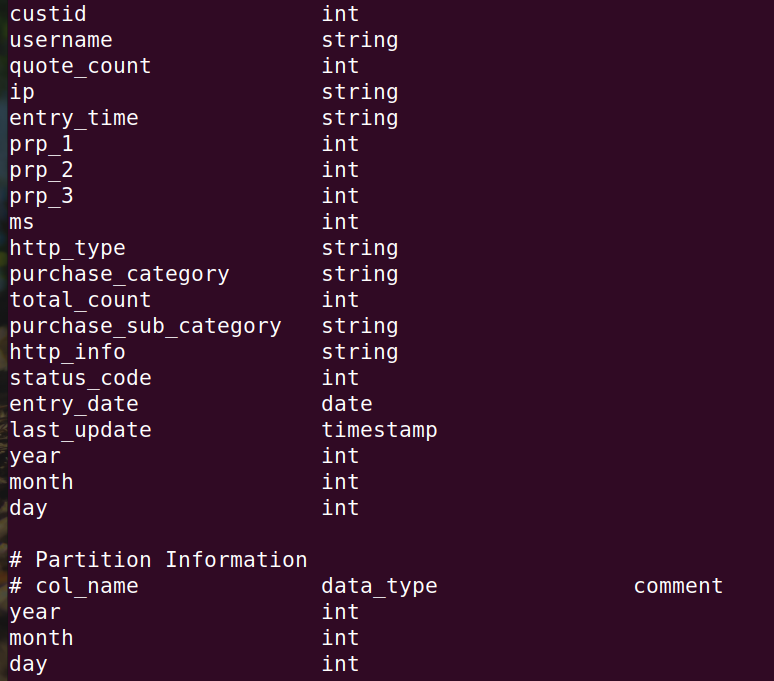 custid int
username string
quote_count int
ip string
entry_time string
prp_1 int
prp_2 int
prp_3 int
ms int
http_type string
purchase_category string
total_count int
purchase_sub_category string
http_info string
status_code int
entry_date date
last_update timestamp
year int
month int
day int
# Partition Information
# col_name data_type comment
year int
month int
day int